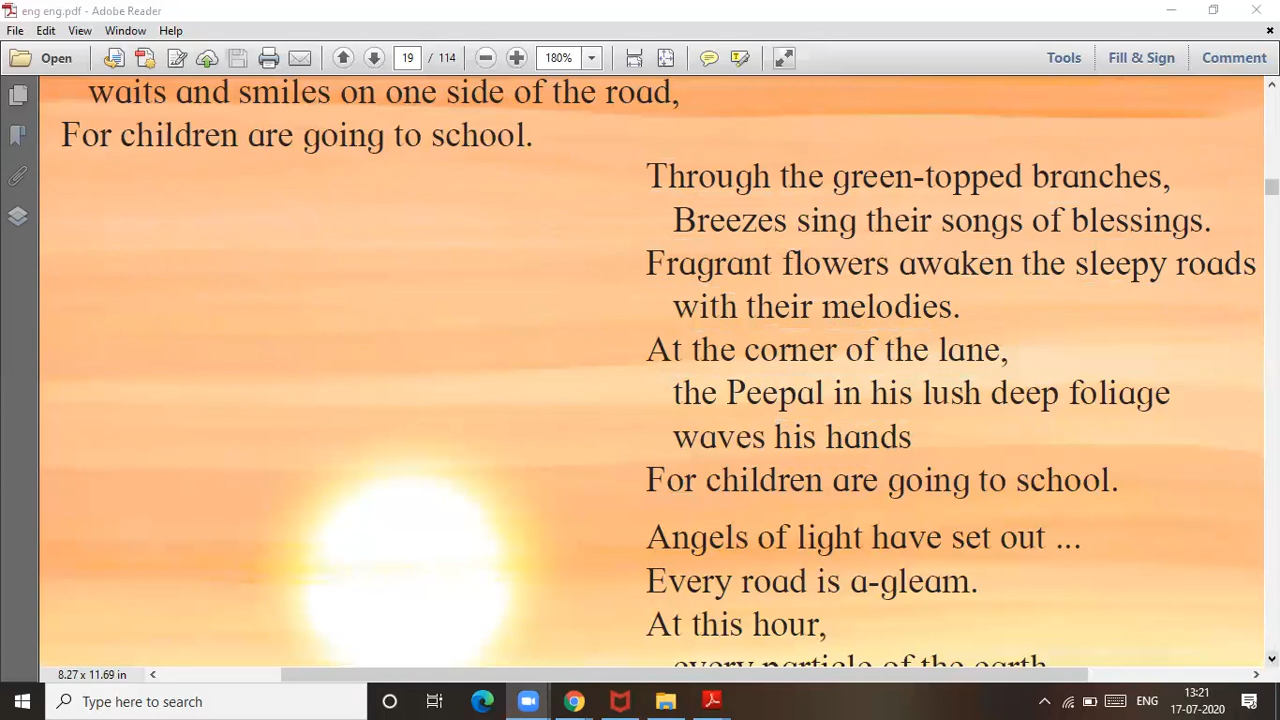 eng eng.pdf - Adobe Reader
File Edit View Window Help
Open 19 / 114 180% Tools Fill & Sign Comment
waits and smiles on one side of the road,
For children are going to school.
Through the green-topped branches,
Breezes sing their songs of blessings.
Fragrant flowers awaken the sleepy roads
with their melodies.
At the corner of the lane,
the Peepal in his lush deep foliage
waves his hands
For children are going to school.
Angels of light have set out ...
Every road is a-gleam.
At this hour,
every particle of the earth
8.27 x 11.69 in
Type here to search
ENG
13:21
17-07-2020